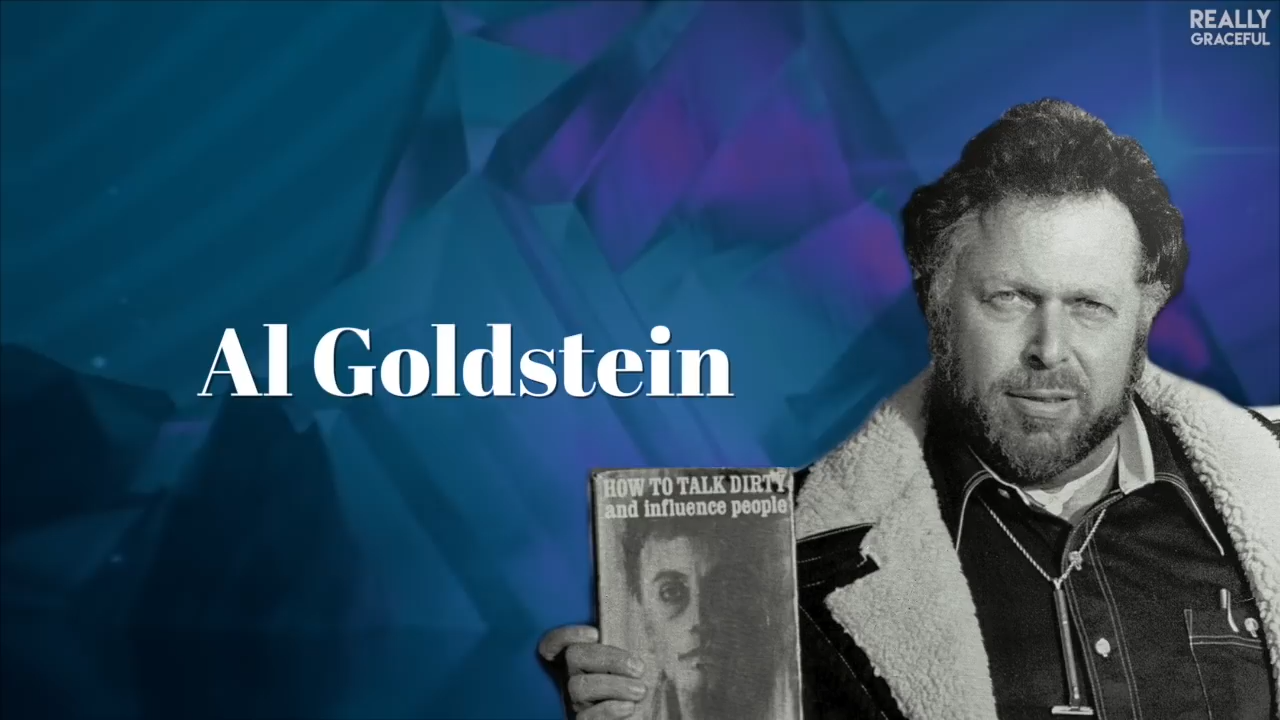 REALLY
GRACEFUL
Al Goldstein
HOW TO TALK DIRTY
and influence people